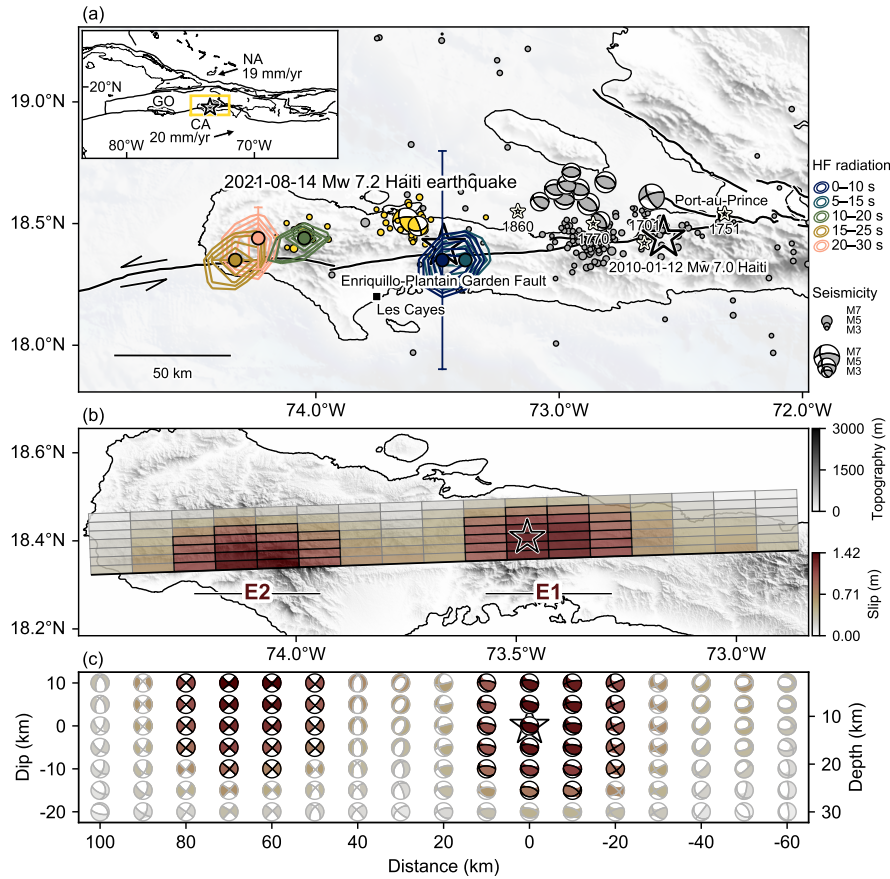 (a)
NA
19 mm/yr
20°N
GO
CA
20 mm/yr
80°W
70°W
2021-08-14 Mw 7.2 Haiti earthquake
Port-au-Prince
1860
1770
1701
1751
2010-01-12 Mw 7.0 Haiti
Enriquillo-Plantain Garden Fault
Les Cayes
50 km
19.0°N
18.5°N
18.0°N
74.0°W
73.0°W
72.0°W
HF radiation
0–10 s
5–15 s
10–20 s
15–25 s
20–30 s
Seismicity
M7
M5
M3
M7
M5
M3
(b)
18.6°N
18.4°N
18.2°N
E2
E1
74.0°W
73.5°W
73.0°W
3000
1500
0
Topography (m)
1.42
0.71
0.00
Slip (m)
(c)
Dip (km)
10
5
0
-5
-10
-15
-20
10
20
30
Depth (km)
100
80
60
40
20
0
-20
-40
-60
Distance (km)